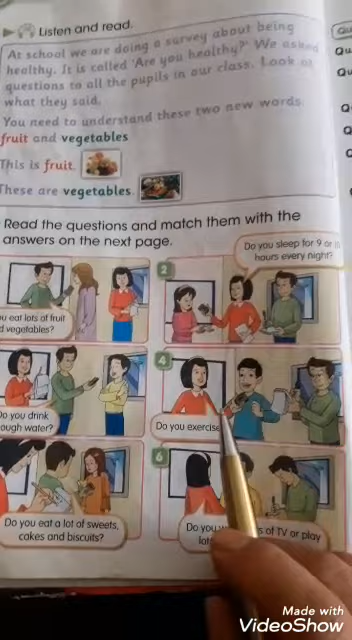 Listen and read.
At school we are doing a survey about being
healthy. It is called 'Are you healthy?' We asked
questions to all the pupils in our class. Look at
what they said.
You need to understand these two new words.
fruit and vegetables
This is fruit.
These are vegetables.
Read the questions and match them with the
answers on the next page.
2
Do you sleep for 9 or 10
hours every night?
eat lots of fruit
vegetables?
4
Do you drink
water?
Do you exercise
6
Do you eat a lot of sweets,
cakes and biscuits?
Do you
of TV or play
Qu
Qu
Q
Q
Made with
VideoShow